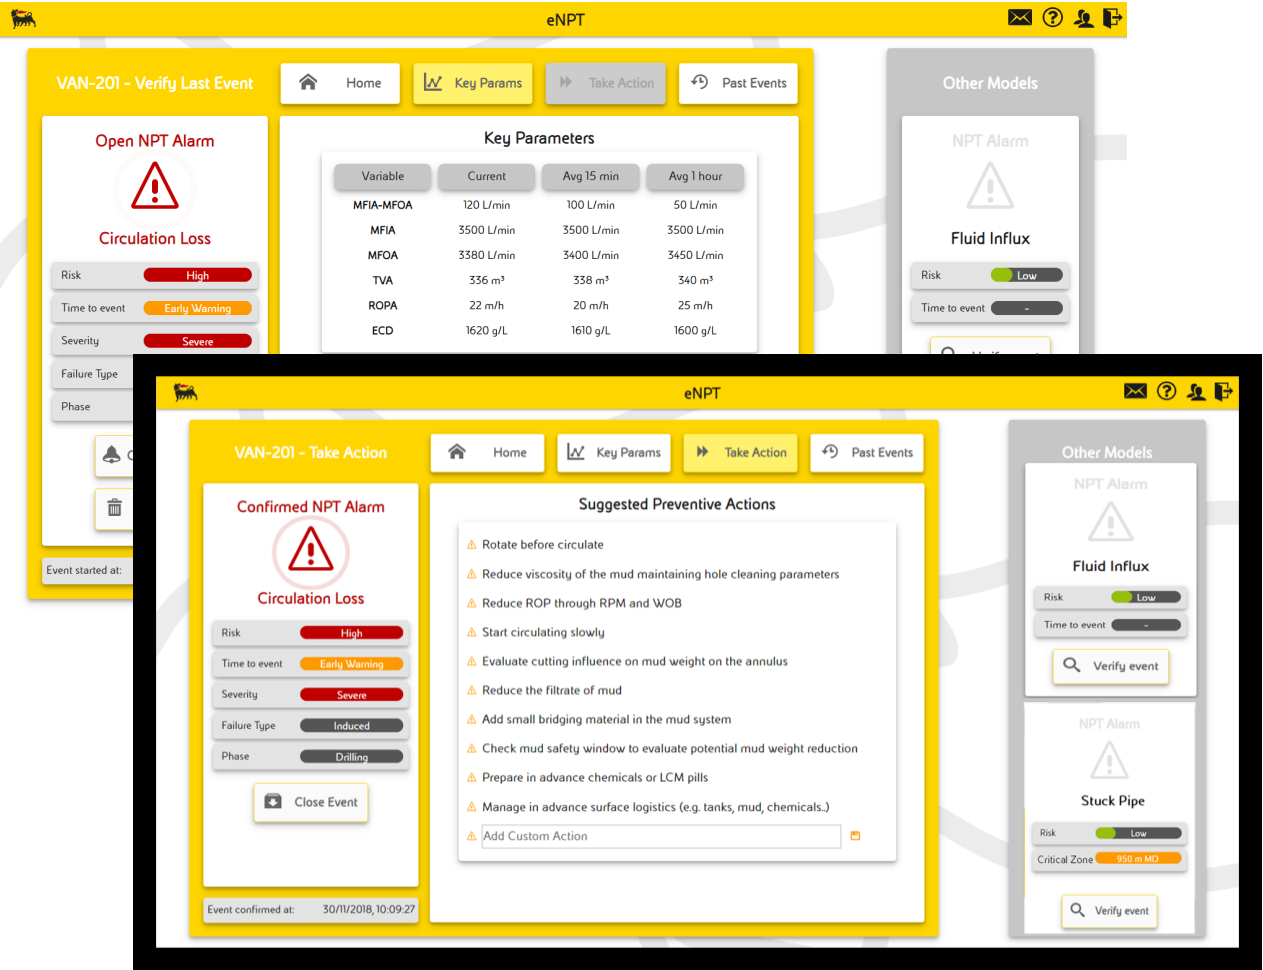 eNPT
VAN-201 - Verify Last Event
Home
Key Params
Take Action
Past Events
Other Models
Open NPT Alarm
Circulation Loss
Risk High
Time to event Early Warning
Severity Severe
Failure Type
Phase
Event started at:
Key Parameters
Variable Current Avg 15 min Avg 1 hour
MFIA-MFOA 120 L/min 100 L/min 50 L/min
MFIA 3500 L/min 3500 L/min 3500 L/min
MFOA 3380 L/min 3400 L/min 3450 L/min
TVA 336 m³ 338 m³ 340 m³
ROPA 22 m/h 20 m/h 25 m/h
ECD 1620 g/L 1610 g/L 1600 g/L
NPT Alarm
Fluid Influx
Risk Low
Time to event -
eNPT
VAN-201 - Take Action
Home
Key Params
Take Action
Past Events
Other Models
Confirmed NPT Alarm
Circulation Loss
Risk High
Time to event Early Warning
Severity Severe
Failure Type Induced
Phase Drilling
Close Event
Event confirmed at: 30/11/2018, 10:09:27
Suggested Preventive Actions
Rotate before circulate
Reduce viscosity of the mud maintaining hole cleaning parameters
Reduce ROP through RPM and WOB
Start circulating slowly
Evaluate cutting influence on mud weight on the annulus
Reduce the filtrate of mud
Add small bridging material in the mud system
Check mud safety window to evaluate potential mud weight reduction
Prepare in advance chemicals or LCM pills
Manage in advance surface logistics (e.g. tanks, mud, chemicals..)
Add Custom Action
NPT Alarm
Fluid Influx
Risk Low
Time to event -
Verify event
NPT Alarm
Stuck Pipe
Risk Low
Critical Zone 950 m MD
Verify event